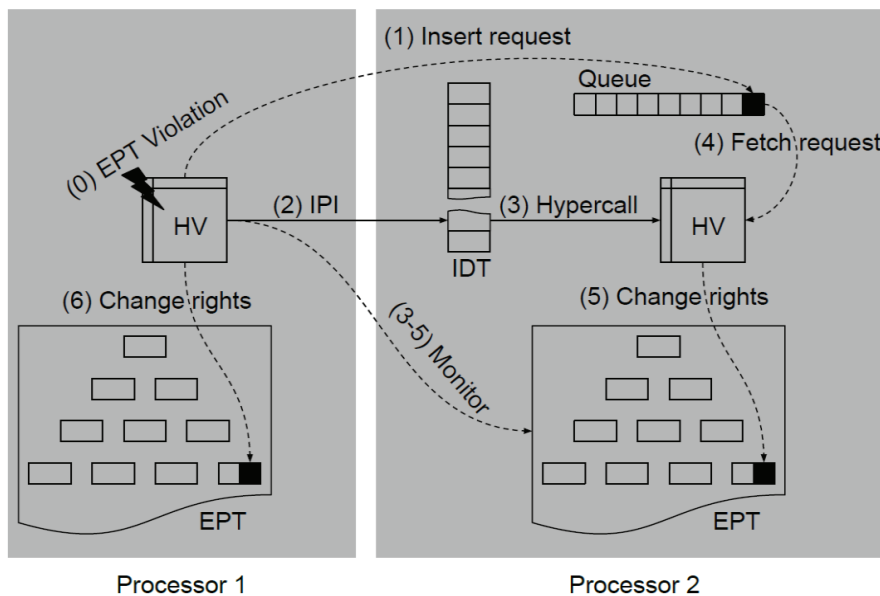 (1) Insert request
Queue
(0) EPT Violation
(4) Fetch request
HV
(2) IPI
(3) Hypercall
HV
IDT
(6) Change rights
(3-5) Monitor
(5) Change rights
EPT
EPT
Processor 1
Processor 2